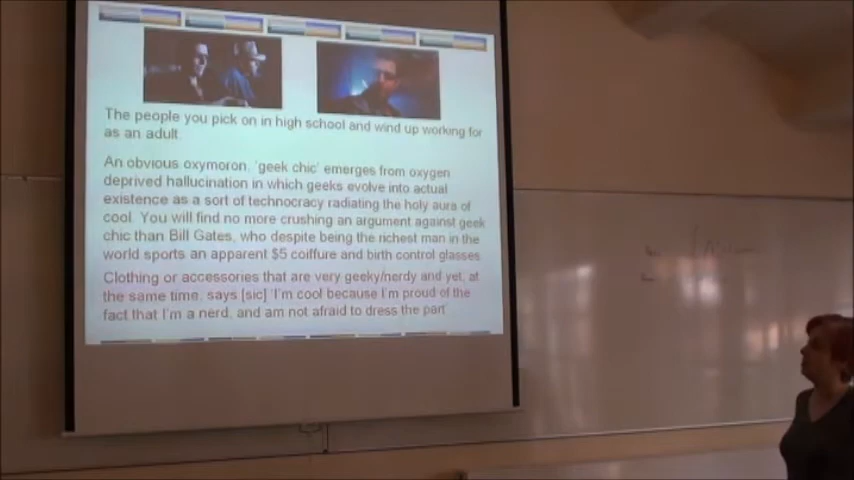 The people you pick on in high school and wind up working for
as an adult.
An obvious oxymoron, 'geek chic' emerges from oxygen
deprived hallucination in which geeks evolve into actual
existence as a sort of technocracy radiating the holy aura of
cool. You will find no more crushing an argument against geek
chic than Bill Gates, who despite being the richest man in the
world sports an apparent $5 coiffure and birth control glasses.
Clothing or accessories that are very geeky/nerdy and yet, at
the same time, says [sic] 'I'm cool because I'm proud of the
fact that I'm a nerd, and am not afraid to dress the part'